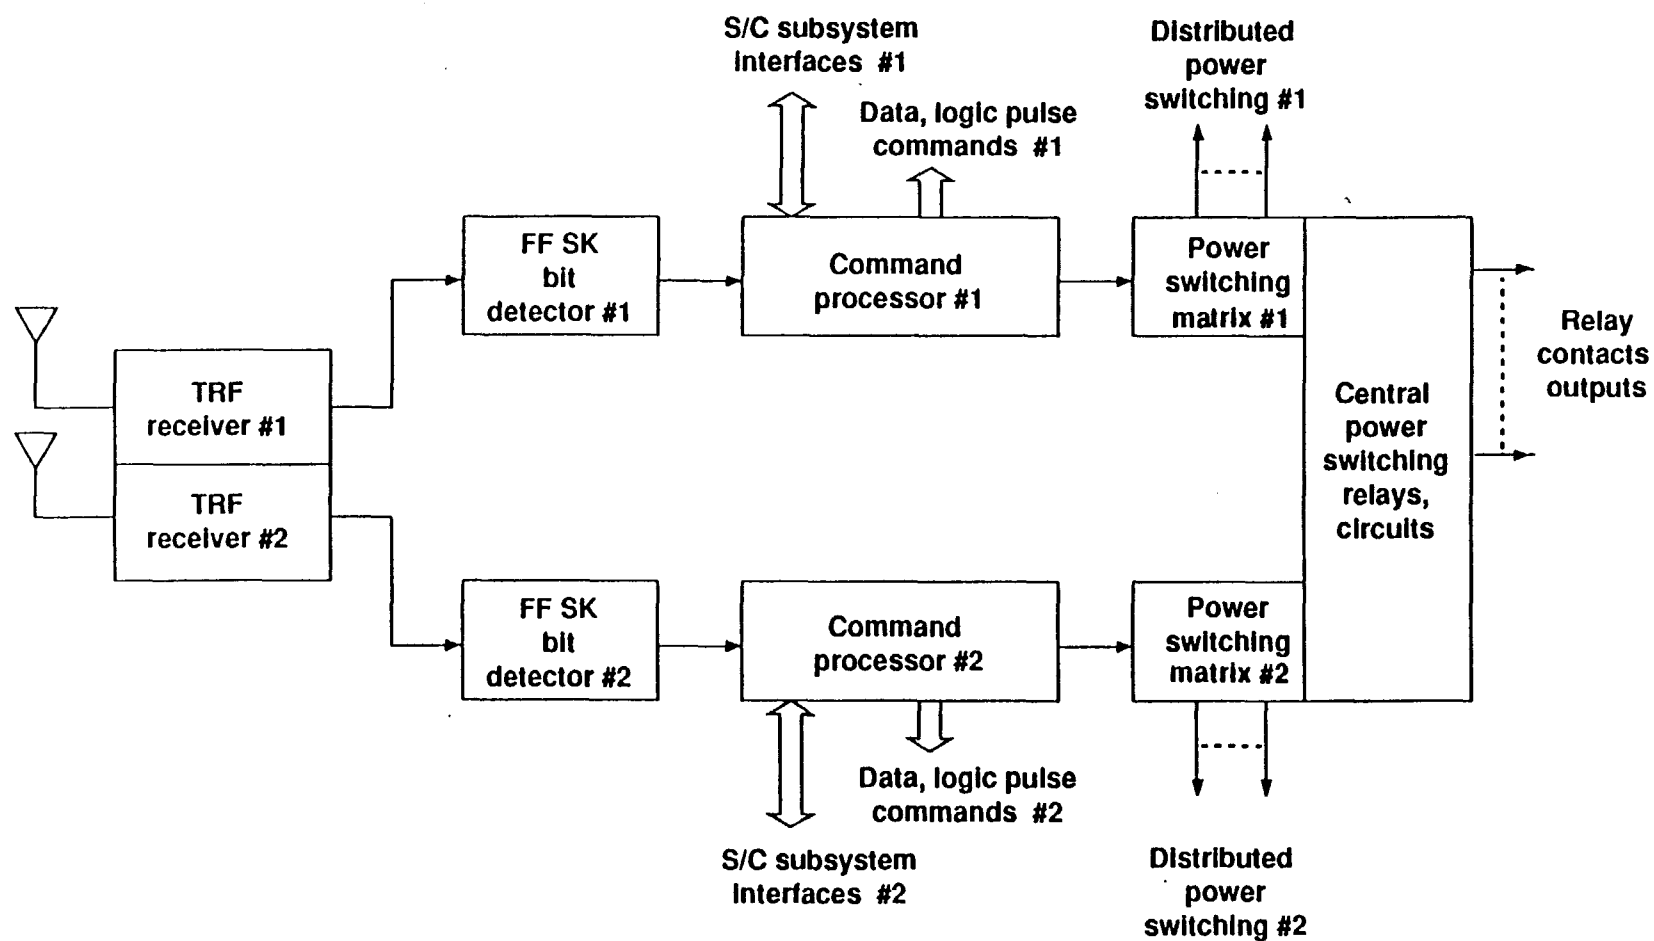 S/C subsystem
Interfaces #1
Distributed
power
switching #1
Data, logic pulse
commands #1
FF SK
bit
detector #1
Command
processor #1
Power
switching
matrix #1
Relay
contacts
outputs
TRF
receiver #1
Central
power
switching
relays,
circuits
TRF
receiver #2
FF SK
bit
detector #2
Command
processor #2
Power
switching
matrix #2
Data, logic pulse
commands #2
S/C subsystem
Interfaces #2
Distributed
power
switching #2